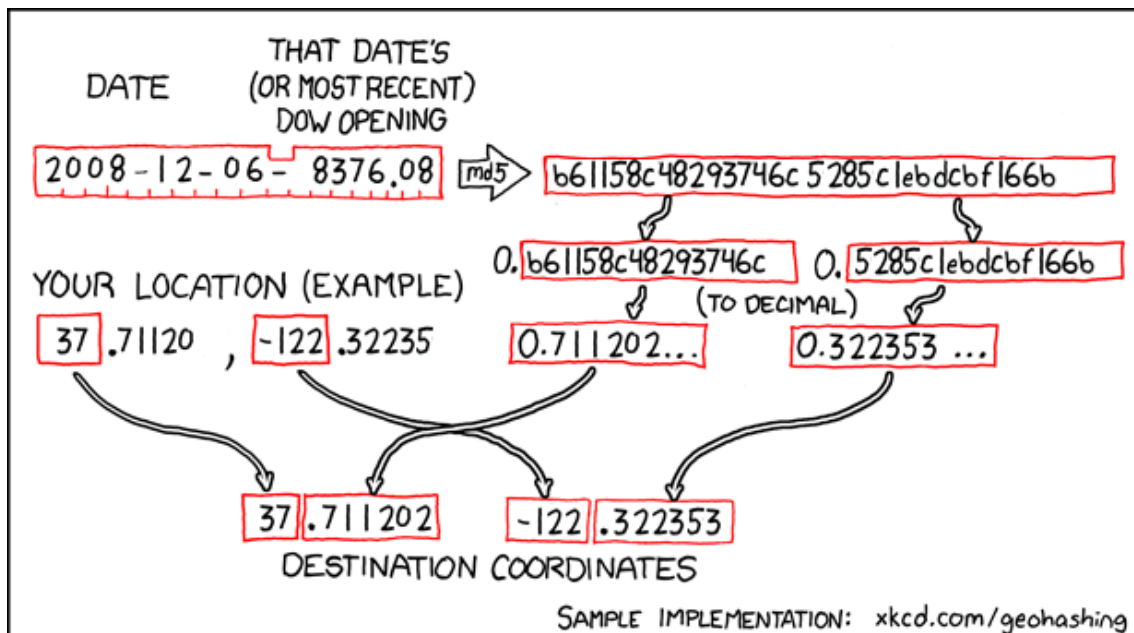 THAT DATE'S
DATE (OR MOST RECENT)
DOW OPENING
2008-12-06- 8376.08 md5 b61158c48293746c5285c1ebdcbf166b
0.b61158c48293746c 0.5285c1ebdcbf166b
YOUR LOCATION (EXAMPLE) (TO DECIMAL)
37.71120, -122.32235 0.711202... 0.322353...
37.711202 -122.322353
DESTINATION COORDINATES
SAMPLE IMPLEMENTATION: xkcd.com/geohashing